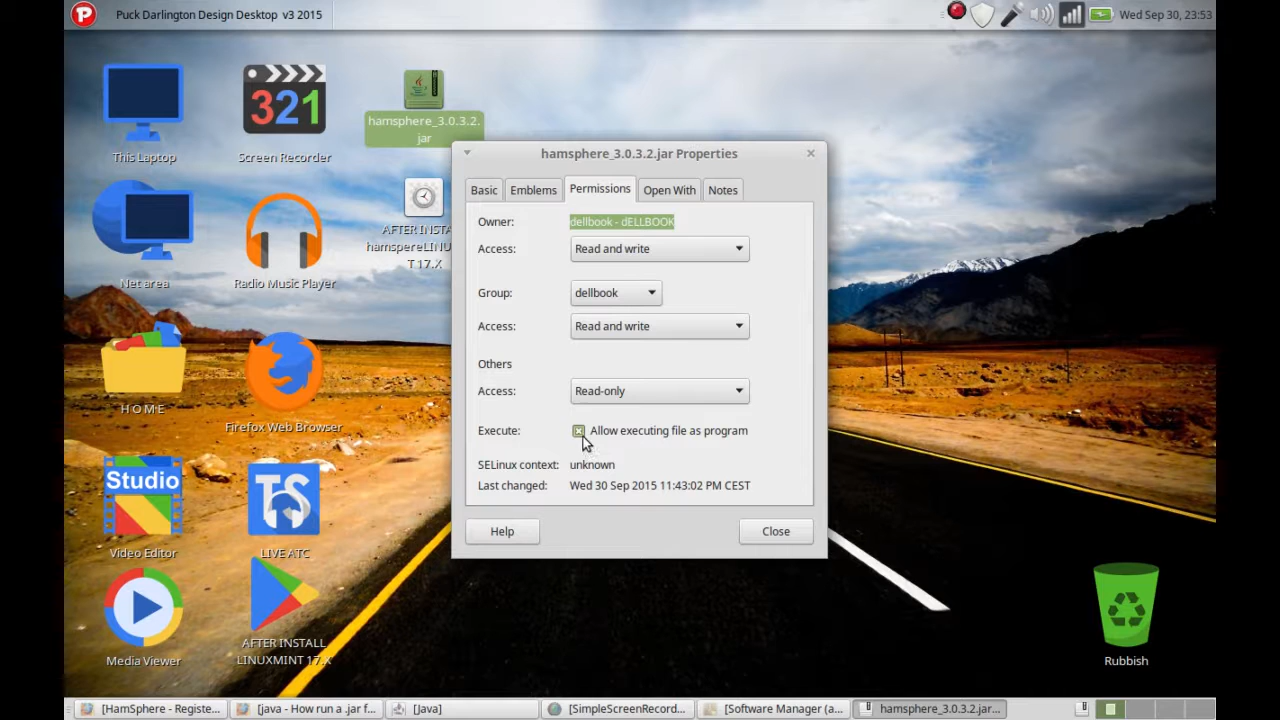 Puck Darlington Design Desktop v3 2015
Wed Sep 30, 23:53
This Laptop
321
Screen Recorder
hamsphere_3.0.3.2.
jar
Net area
Radio Music Player
AFTER INSTA
hamspereLINU
T 17.X
H O M E
Firefox Web Browser
Studio
Video Editor
TS
LIVE ATC
Media Viewer
AFTER INSTALL
LINUXMINT 17.X
Rubbish
hamsphere_3.0.3.2.jar Properties
Basic
Emblems
Permissions
Open With
Notes
Owner: dellbook - dELLBOOK
Access: Read and write
Group: dellbook
Access: Read and write
Others
Access: Read-only
Execute: Allow executing file as program
SELinux context: unknown
Last changed: Wed 30 Sep 2015 11:43:02 PM CEST
Help
Close
[HamSphere - Registe...
[java - How run a .jar f...
[Java]
[SimpleScreenRecord...
[Software Manager (a...
hamsphere_3.0.3.2.jar...